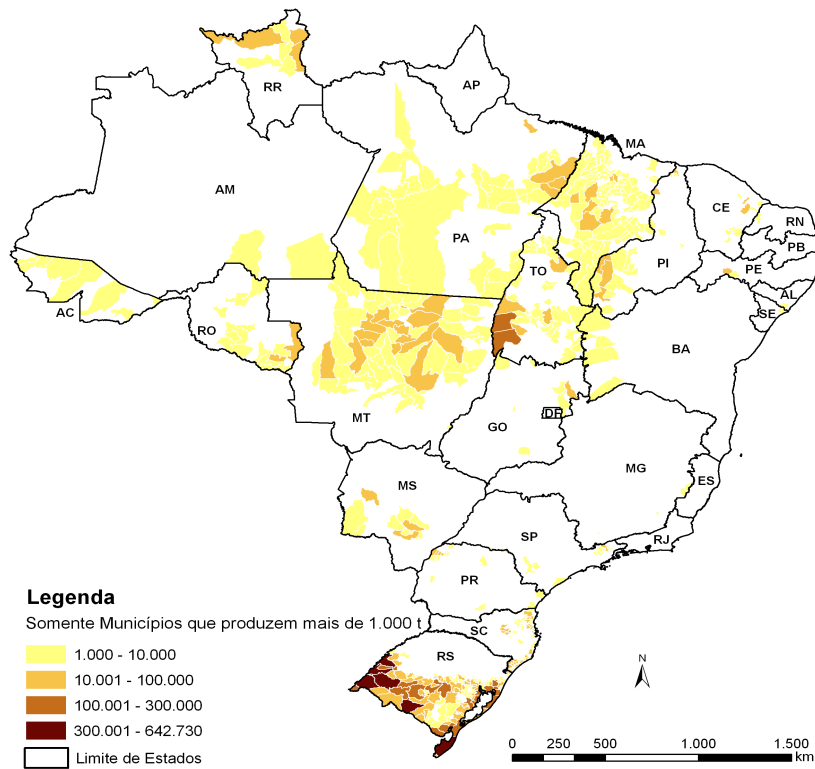 RR
AP
AM
PA
MA
CE
RN
PB
PE
AL
SE
PI
TO
AC
RO
BA
MT
GO
DF
MG
ES
MS
SP
RJ
PR
SC
RS
Legenda
Somente Municípios que produzem mais de 1.000 t
1.000 - 10.000
10.001 - 100.000
100.001 - 300.000
300.001 - 642.730
Limite de Estados
N
0 250 500 1.000 1.500
km